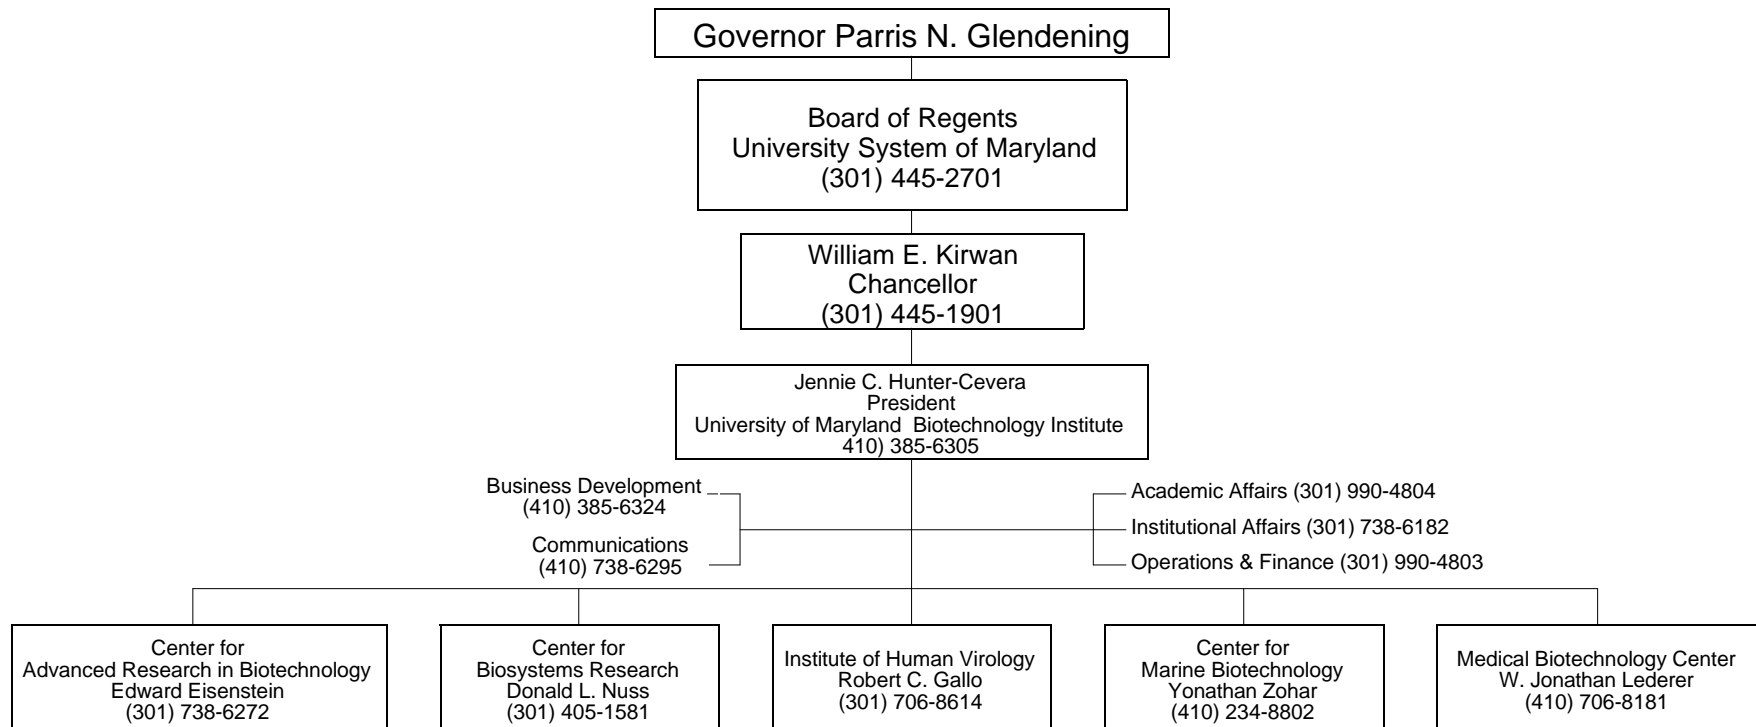 Governor Parris N. Glendening
Board of Regents
University System of Maryland
(301) 445-2701
William E. Kirwan
Chancellor
(301) 445-1901
Jennie C. Hunter-Cevera
President
University of Maryland  Biotechnology Institute
410) 385-6305
Business Development
(410) 385-6324
Communications
(410) 738-6295
Academic Affairs (301) 990-4804
Institutional Affairs (301) 738-6182
Operations & Finance (301) 990-4803
Center for
Advanced Research in Biotechnology
Edward Eisenstein
(301) 738-6272
Center for
Biosystems Research
Donald L. Nuss
(301) 405-1581
Institute of Human Virology
Robert C. Gallo
(301) 706-8614
Center for
Marine Biotechnology
Yonathan Zohar
(410) 234-8802
Medical Biotechnology Center
W. Jonathan Lederer
(410) 706-8181